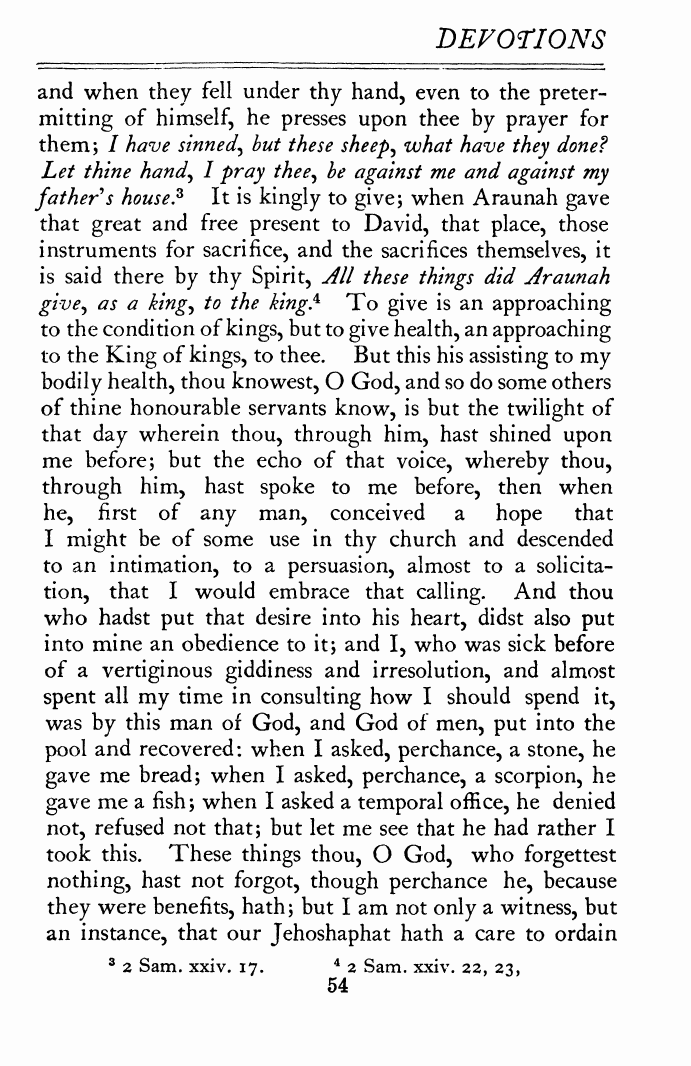 DEVOTIONS
and when they fell under thy hand, even to the preter-
mitting of himself, he presses upon thee by prayer for
them; I have sinned, but these sheep, what have they done?
Let thine hand, I pray thee, be against me and against my
father's house.³ It is kingly to give; when Araunah gave
that great and free present to David, that place, those
instruments for sacrifice, and the sacrifices themselves, it
is said there by thy Spirit, All these things did Araunah
give, as a king, to the king.⁴ To give is an approaching
to the condition of kings, but to give health, an approaching
to the King of kings, to thee. But this his assisting to my
bodily health, thou knowest, O God, and so do some others
of thine honourable servants know, is but the twilight of
that day wherein thou, through him, hast shined upon
me before; but the echo of that voice, whereby thou,
through him, hast spoke to me before, then when
he, first of any man, conceived a hope that
I might be of some use in thy church and descended
to an intimation, to a persuasion, almost to a solicita-
tion, that I would embrace that calling. And thou
who hadst put that desire into his heart, didst also put
into mine an obedience to it; and I, who was sick before
of a vertiginous giddiness and irresolution, and almost
spent all my time in consulting how I should spend it,
was by this man of God, and God of men, put into the
pool and recovered: when I asked, perchance, a stone, he
gave me bread; when I asked, perchance, a scorpion, he
gave me a fish; when I asked a temporal office, he denied
not, refused not that; but let me see that he had rather I
took this. These things thou, O God, who forgettest
nothing, hast not forgot, though perchance he, because
they were benefits, hath; but I am not only a witness, but
an instance, that our Jehoshaphat hath a care to ordain
³ 2 Sam. xxiv. 17. ⁴ 2 Sam. xxiv. 22, 23,
54